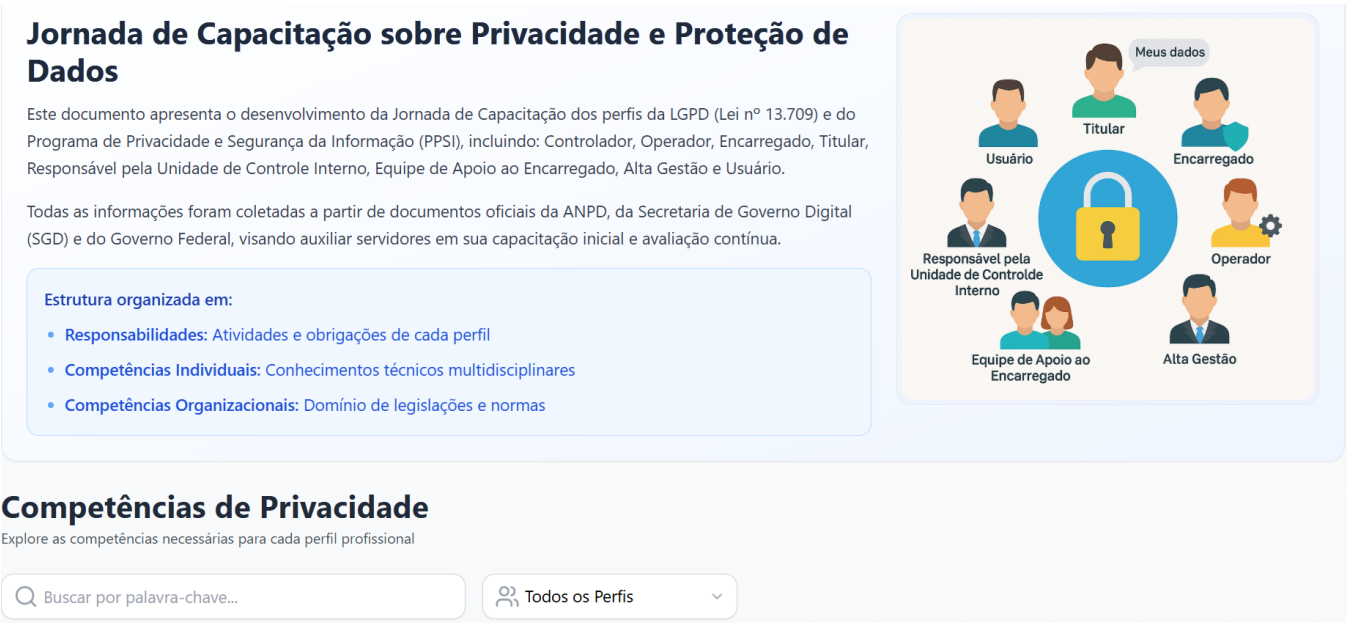 Jornada de Capacitação sobre Privacidade e Proteção de
Dados
Este documento apresenta o desenvolvimento da Jornada de Capacitação dos perfis da LGPD (Lei nº 13.709) e do
Programa de Privacidade e Segurança da Informação (PPSI), incluindo: Controlador, Operador, Encarregado, Titular,
Responsável pela Unidade de Controle Interno, Equipe de Apoio ao Encarregado, Alta Gestão e Usuário.
Todas as informações foram coletadas a partir de documentos oficiais da ANPD, da Secretaria de Governo Digital
(SGD) e do Governo Federal, visando auxiliar servidores em sua capacitação inicial e avaliação contínua.
Estrutura organizada em:
• Responsabilidades: Atividades e obrigações de cada perfil
• Competências Individuais: Conhecimentos técnicos multidisciplinares
• Competências Organizacionais: Domínio de legislações e normas
Meus dados
Titular
Usuário
Encarregado
Responsável pela
Unidade de Controlde
Interno
Operador
Equipe de Apoio ao
Encarregado
Alta Gestão
Competências de Privacidade
Explore as competências necessárias para cada perfil profissional
Buscar por palavra-chave...
Todos os Perfis